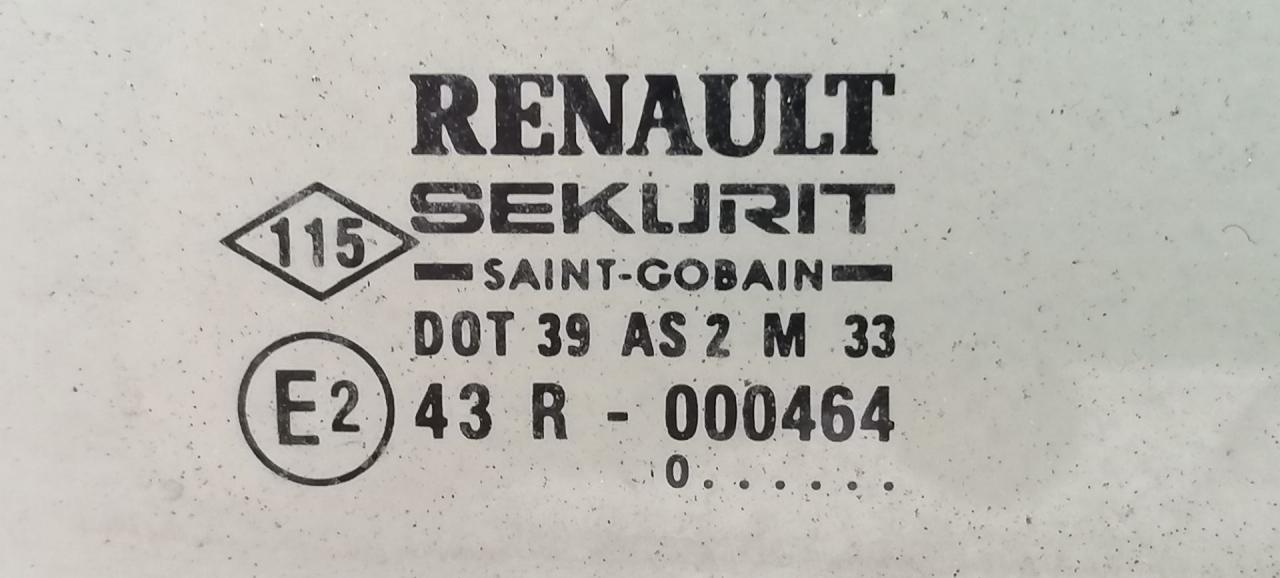 RENAULT
SEKURIT
115
SAINT-GOBAIN
DOT 39 AS 2 M 33
E2 43 R - 000464
0......